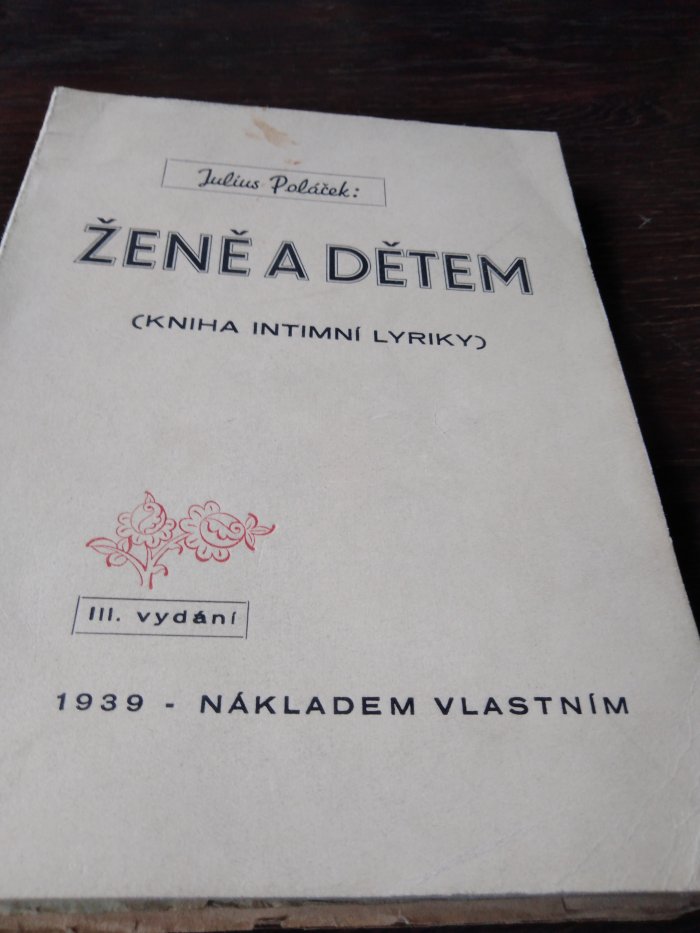 Julius Poláček:
ŽENĚ A DĚTEM
(KNIHA INTIMNÍ LYRIKY)
III. vydání
1939 - NÁKLADEM VLASTNÍM